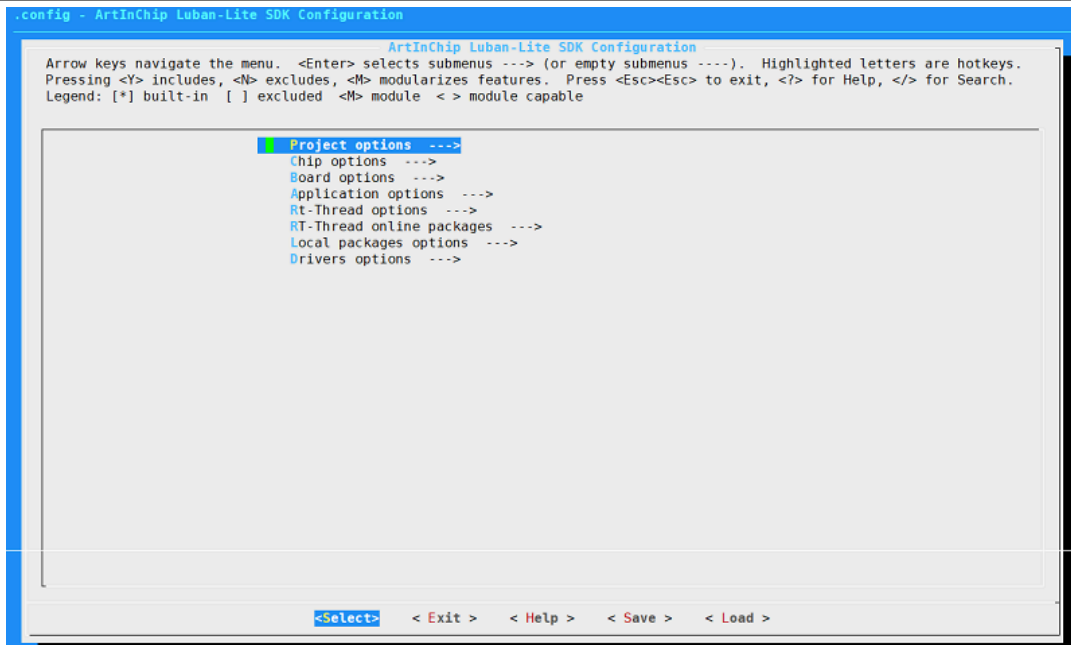 .config - ArtInChip Luban-Lite SDK Configuration
ArtInChip Luban-Lite SDK Configuration
Arrow keys navigate the menu.  <Enter> selects submenus ---> (or empty submenus ----).  Highlighted letters are hotkeys.
Pressing <Y> includes, <N> excludes, <M> modularizes features.  Press <Esc><Esc> to exit, <?> for Help, </> for Search.
Legend: [*] built-in  [ ] excluded  <M> module  < > module capable
Project options  --->
Chip options  --->
Board options  --->
Application options  --->
Rt-Thread options  --->
RT-Thread online packages  --->
Local packages options  --->
Drivers options  --->
<Select>    < Exit >    < Help >    < Save >    < Load >